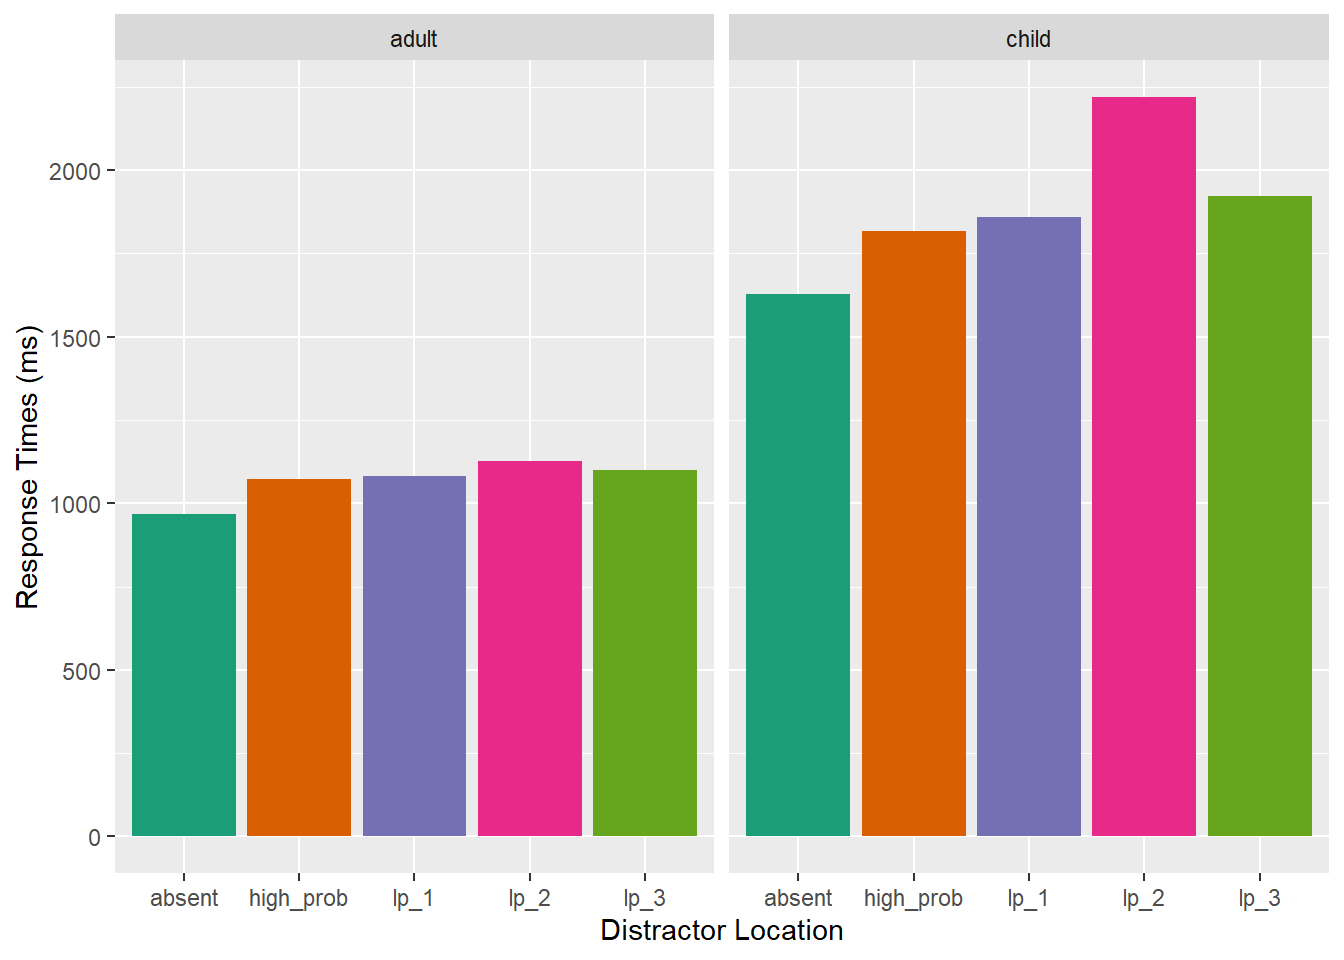 adult
child
Response Times (ms)
2000
1500
1000
500
0
absent high_prob lp_1 lp_2 lp_3
absent high_prob lp_1 lp_2 lp_3
Distractor Location